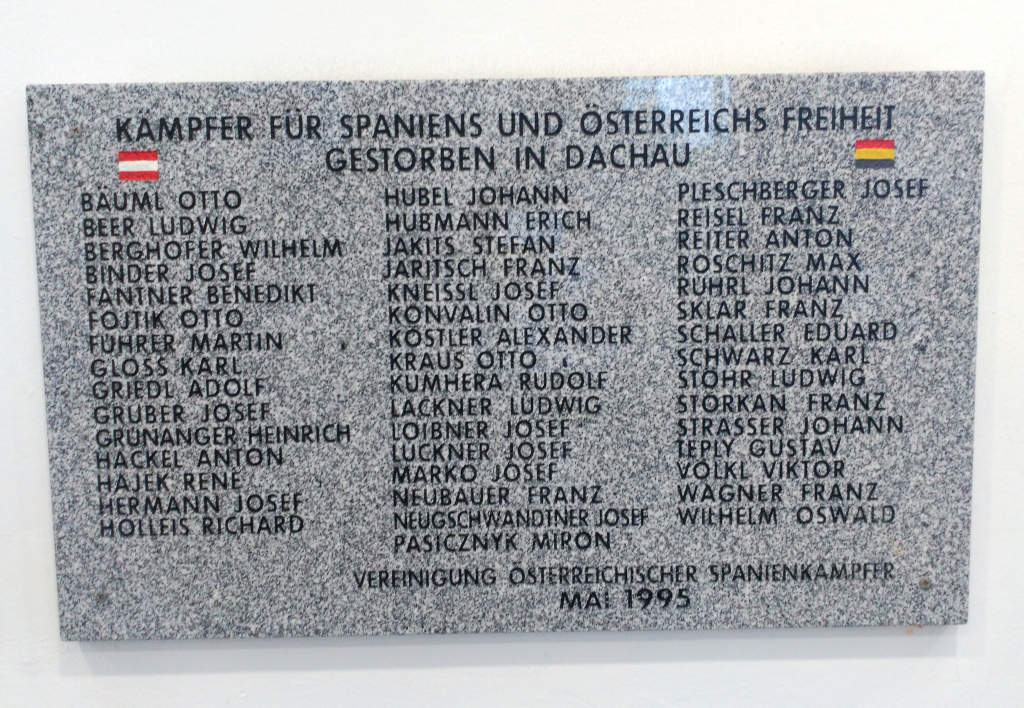 KÄMPFER FÜR SPANIENS UND ÖSTERREICHS FREIHEIT
GESTORBEN IN DACHAU
BÄUML OTTO
BEER LUDWIG
BERGHOFER WILHELM
BINDER JOSEF
FANTNER BENEDIKT
FOJTIK OTTO
FÜHRER MARTIN
GLOSS KARL
GRIEDL ADOLF
GRUBER JOSEF
GRÜNANGER HEINRICH
HACKEL ANTON
HAJEK RENE
HERMANN JOSEF
HOLLEIS RICHARD
HUBEL JOHANN
HUBMANN ERICH
JAKITS STEFAN
JARITSCH FRANZ
KNEISSL JOSEF
KONVALIN OTTO
KÖSTLER ALEXANDER
KRAUS OTTO
KUMHERA RUDOLF
LACKNER LUDWIG
LOIBNER JOSEF
LUCKNER JOSEF
MARKO JOSEF
NEUBAUER FRANZ
NEUGSCHWANDTNER JOSEF
PASICZNYK MIRON
PLESCHBERGER JOSEF
REISEL FRANZ
REITER ANTON
ROSCHITZ MAX
RÜHRL JOHANN
SKLAR FRANZ
SCHALLER EDUARD
SCHWARZ KARL
STÖHR LUDWIG
STORKAN FRANZ
STRASSER JOHANN
TEPLY GUSTAV
VÖLKL VIKTOR
WAGNER FRANZ
WILHELM OSWALD
VEREINIGUNG ÖSTERREICHISCHER SPANIENKÄMPFER
MAI 1995